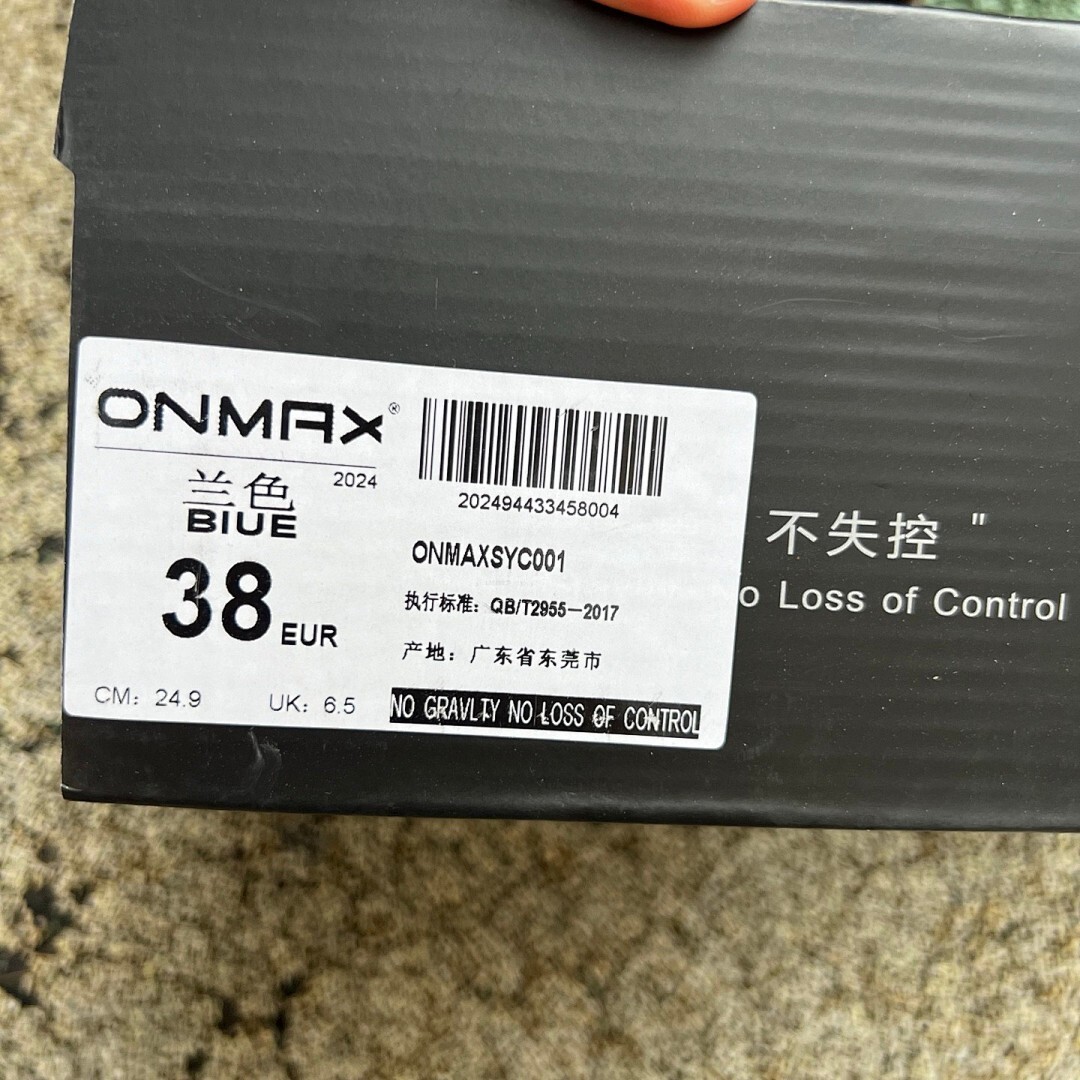 ONMAX®
2024
兰色
BIUE
38 EUR
CM: 24.9 UK: 6.5
202494433458004
ONMAXSYC001
执行标准: QB/T2955-2017
产地: 广东省东莞市
NO GRAVLTY NO LOSS OF CONTROL
不失控 "
o Loss of Control